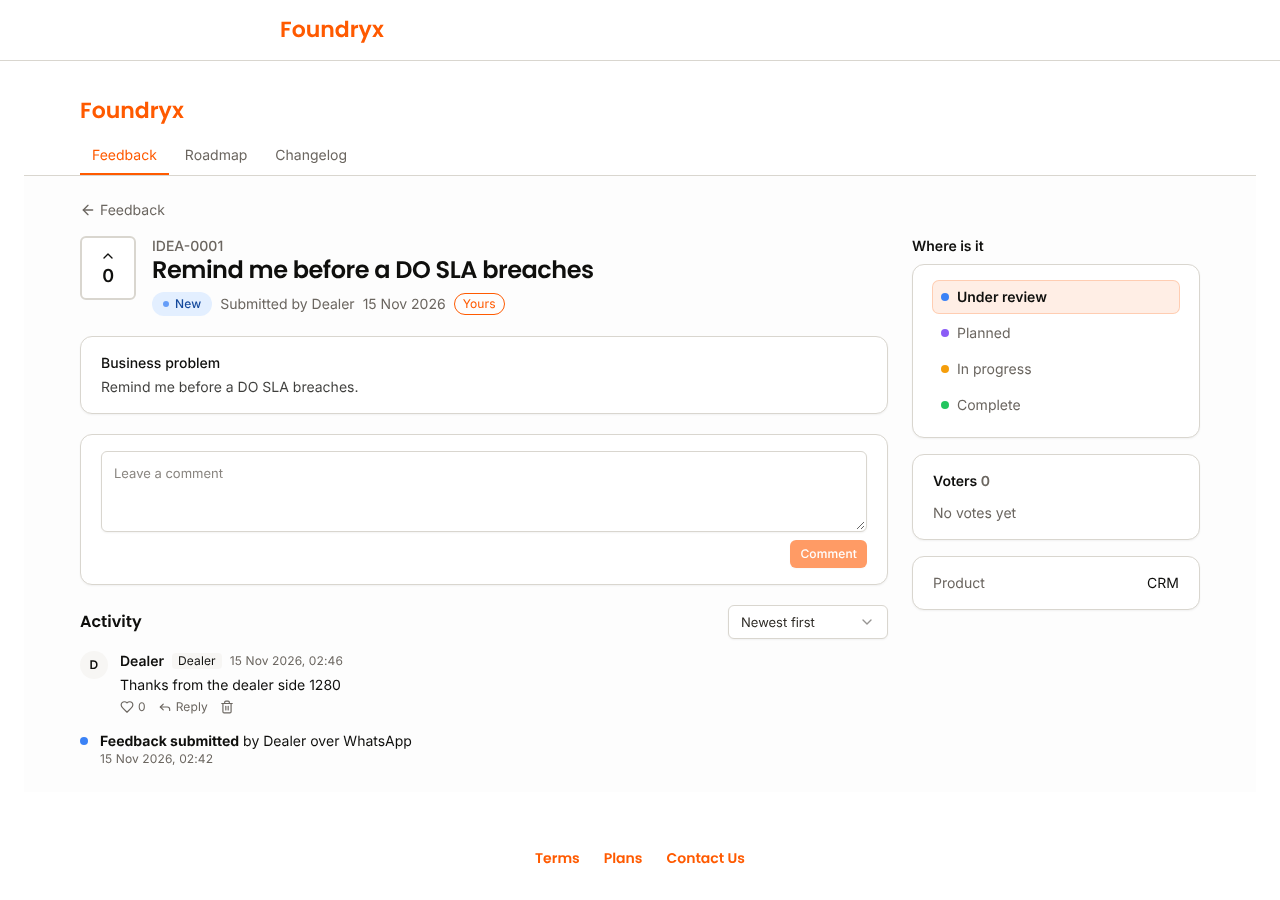 Foundryx
Foundryx
Feedback Roadmap Changelog
Feedback
0
IDEA-0001
Remind me before a DO SLA breaches
New Submitted by Dealer 15 Nov 2026 Yours
Business problem
Remind me before a DO SLA breaches.
Leave a comment
Comment
Activity
Newest first
D
Dealer Dealer 15 Nov 2026, 02:46
Thanks from the dealer side 1280
0 Reply
Feedback submitted by Dealer over WhatsApp
15 Nov 2026, 02:42
Where is it
Under review
Planned
In progress
Complete
Voters 0
No votes yet
Product CRM
Terms Plans Contact Us